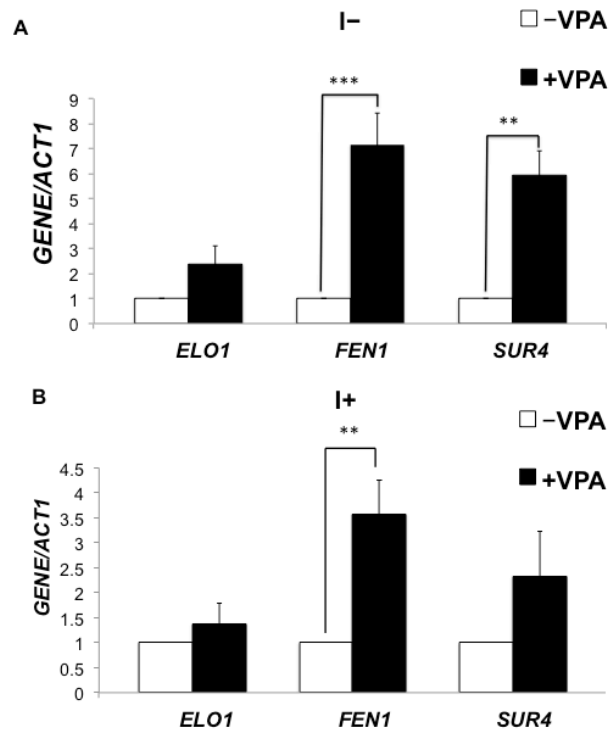 A
I−
−VPA
+VPA
***
**
9
8
7
6
5
4
3
2
1
0
GENE/ACT1
ELO1 FEN1 SUR4
B
I+
−VPA
+VPA
**
4.5
4
3.5
3
2.5
2
1.5
1
0.5
0
GENE/ACT1
ELO1 FEN1 SUR4